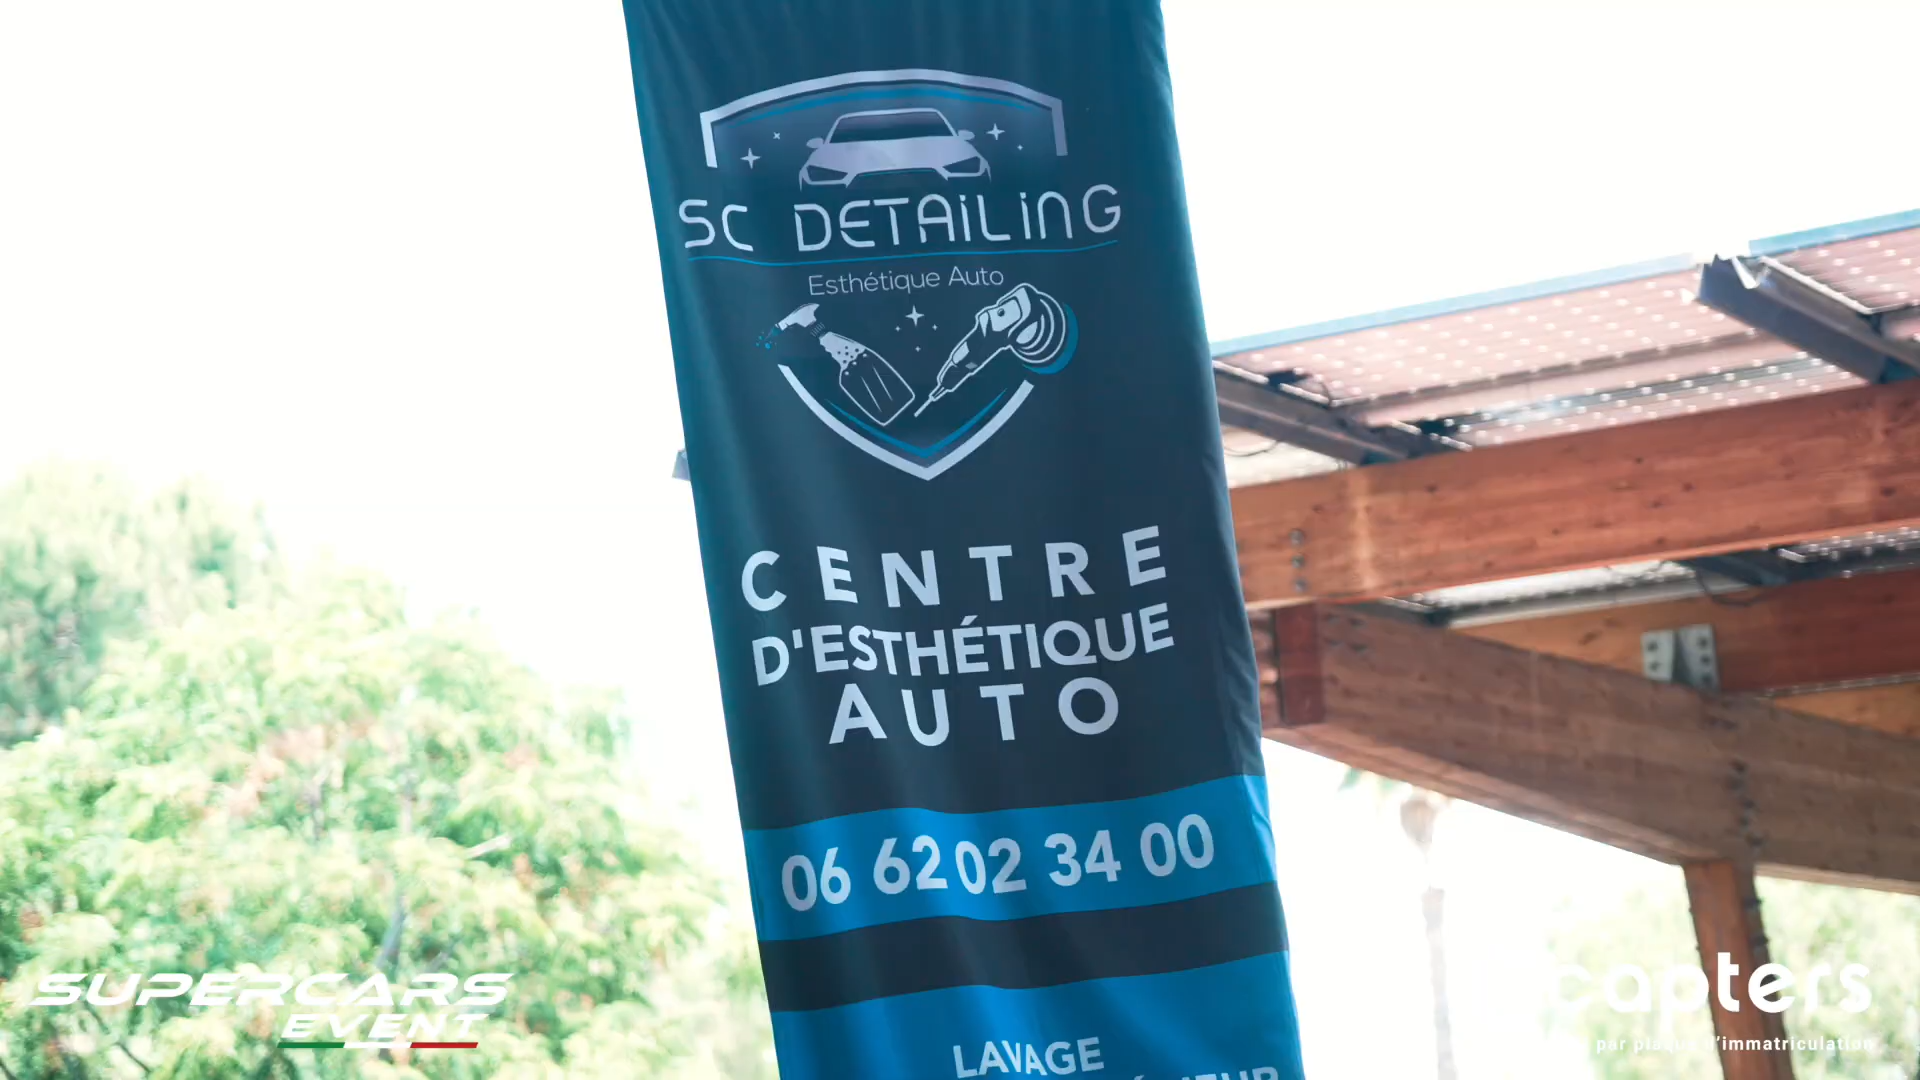 SC DETAILING
Esthétique Auto
CENTRE
D'ESTHÉTIQUE
AUTO
06 62 02 34 00
LAVAGE
SUPERCARS
EVENT
capters
par plaque d'immatriculation